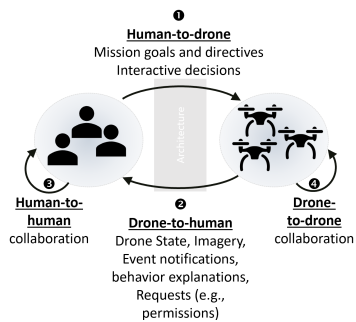 ❶
Human-to-drone
Mission goals and directives
Interactive decisions
Architecture
❸
Human-to-
human
collaboration
❷
Drone-to-human
Drone State, Imagery,
Event notifications,
behavior explanations,
Requests (e.g.,
permissions)
❹
Drone-
to-drone
collaboration